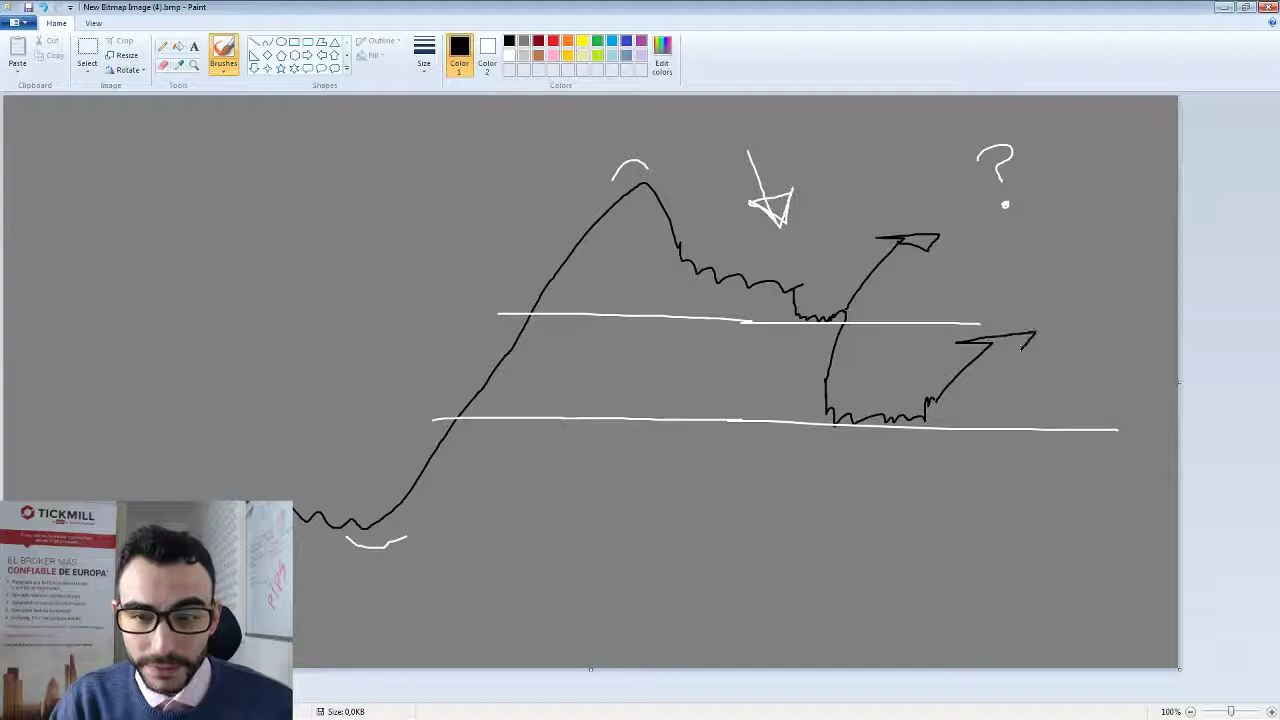 New Bitmap Image (4).bmp - Paint
Home
View
Paste
Cut
Copy
Clipboard
Select
Crop
Resize
Rotate
Image
A
Tools
Brushes
Outline
Fill
Shapes
Size
Color
1
Color
2
Edit
colors
Colors
?
TICKMILL
EL BROKER MÁS
CONFIABLE DE EUROPA*
PIPS
Size: 0,0KB
100%